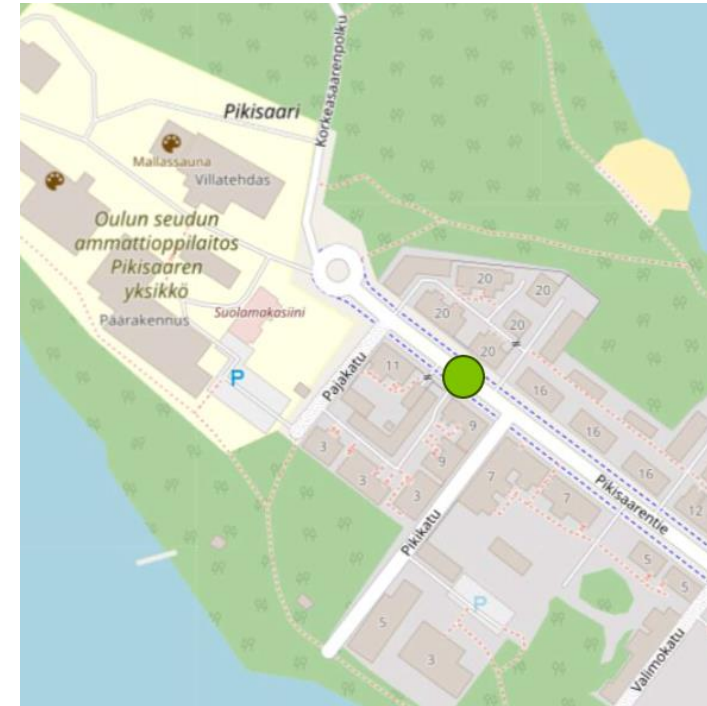 Korkeasaarenpolku
Pikisaari
Mallassauna
Villatehdas
Oulun seudun
ammattioppilaitos
Pikisaaren
yksikkö
Päärakennus
Suolamakasiini
P
Pajakatu
20
20
20
20
20
11
16
16
16
12
9
9
3
3
3
7
7
Pikisaarentie
Pikikatu
5
5
P
5
3
Valimokatu